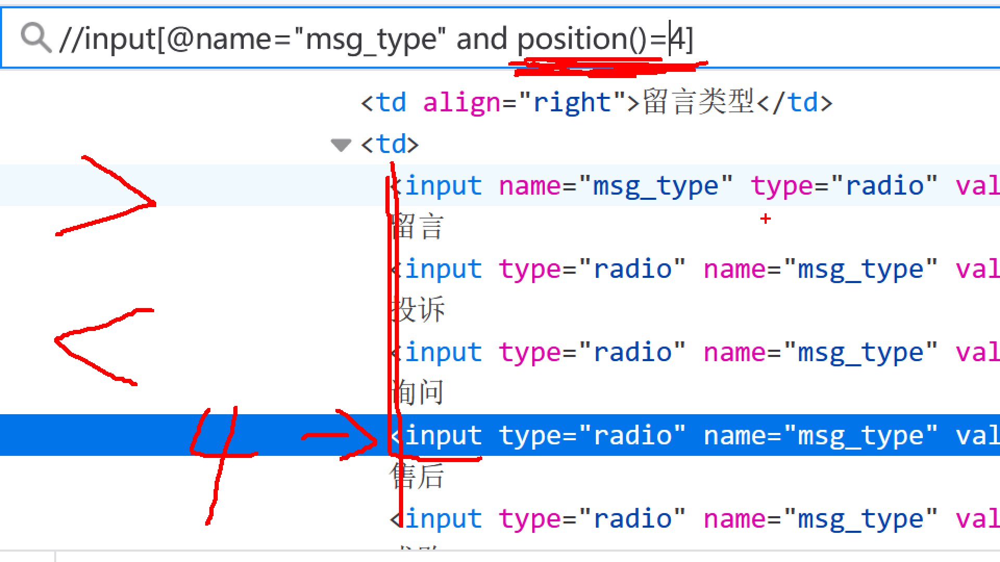 //input[@name="msg_type" and position()=4]
<td align="right">留言类型</td>
<td>
<input name="msg_type" type="radio" val
留言
<input type="radio" name="msg_type" val
投诉
<input type="radio" name="msg_type" val
询问
4
<input type="radio" name="msg_type" val
售后
<input type="radio" name="msg_type" val